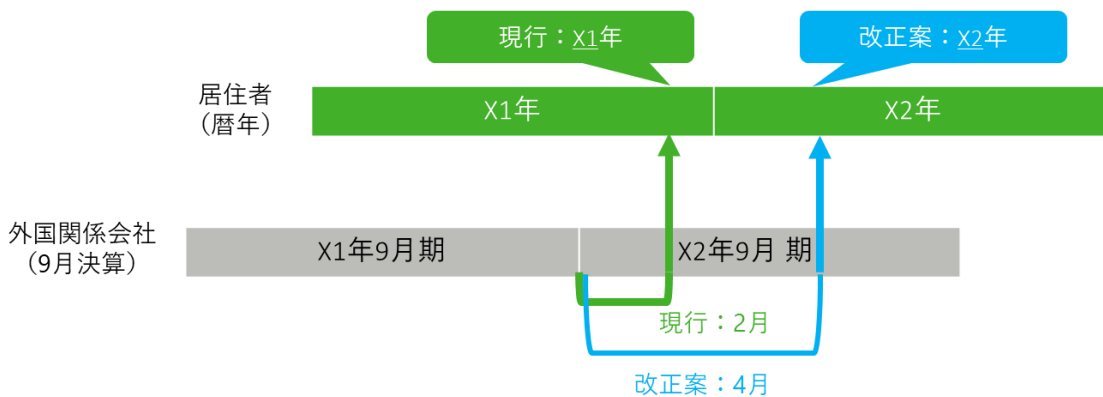 現行：X1年
改正案：X2年
居住者
（暦年）
X1年
X2年
外国関係会社
（9月決算）
X1年9月期
X2年9月 期
現行：2月
改正案：4月